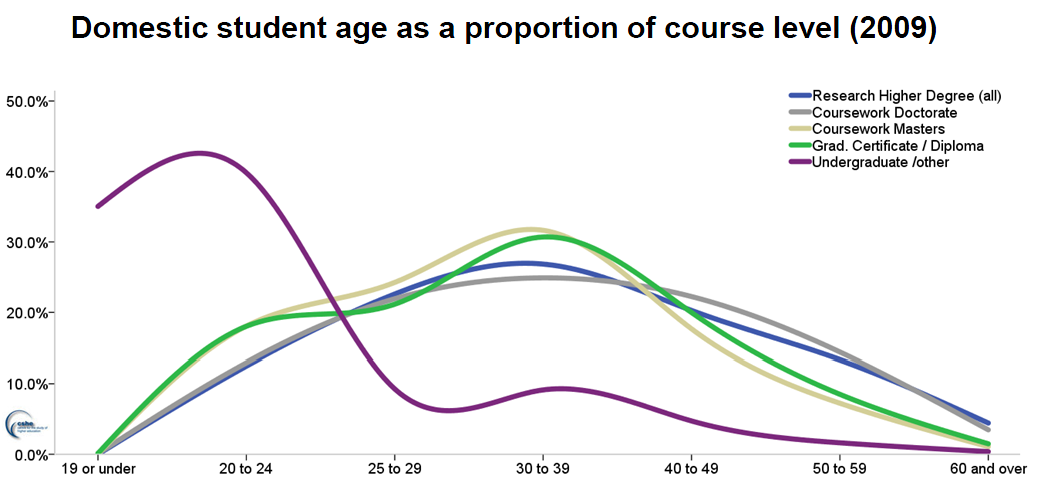 Domestic student age as a proportion of course level (2009)
50.0%
40.0%
30.0%
20.0%
10.0%
0.0%
Research Higher Degree (all)
Coursework Doctorate
Coursework Masters
Grad. Certificate / Diploma
Undergraduate /other
cshe
19 or under
20 to 24
25 to 29
30 to 39
40 to 49
50 to 59
60 and over